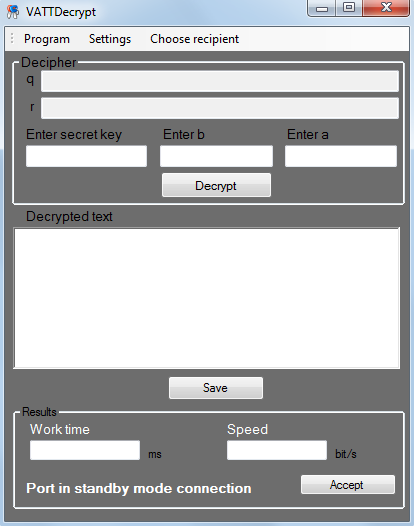 VATTDecrypt
Program Settings Choose recipient
Decipher
q
r
Enter secret key Enter b Enter a
Decrypt
Decrypted text
Save
Results
Work time Speed
ms bit/s
Port in standby mode connection Accept